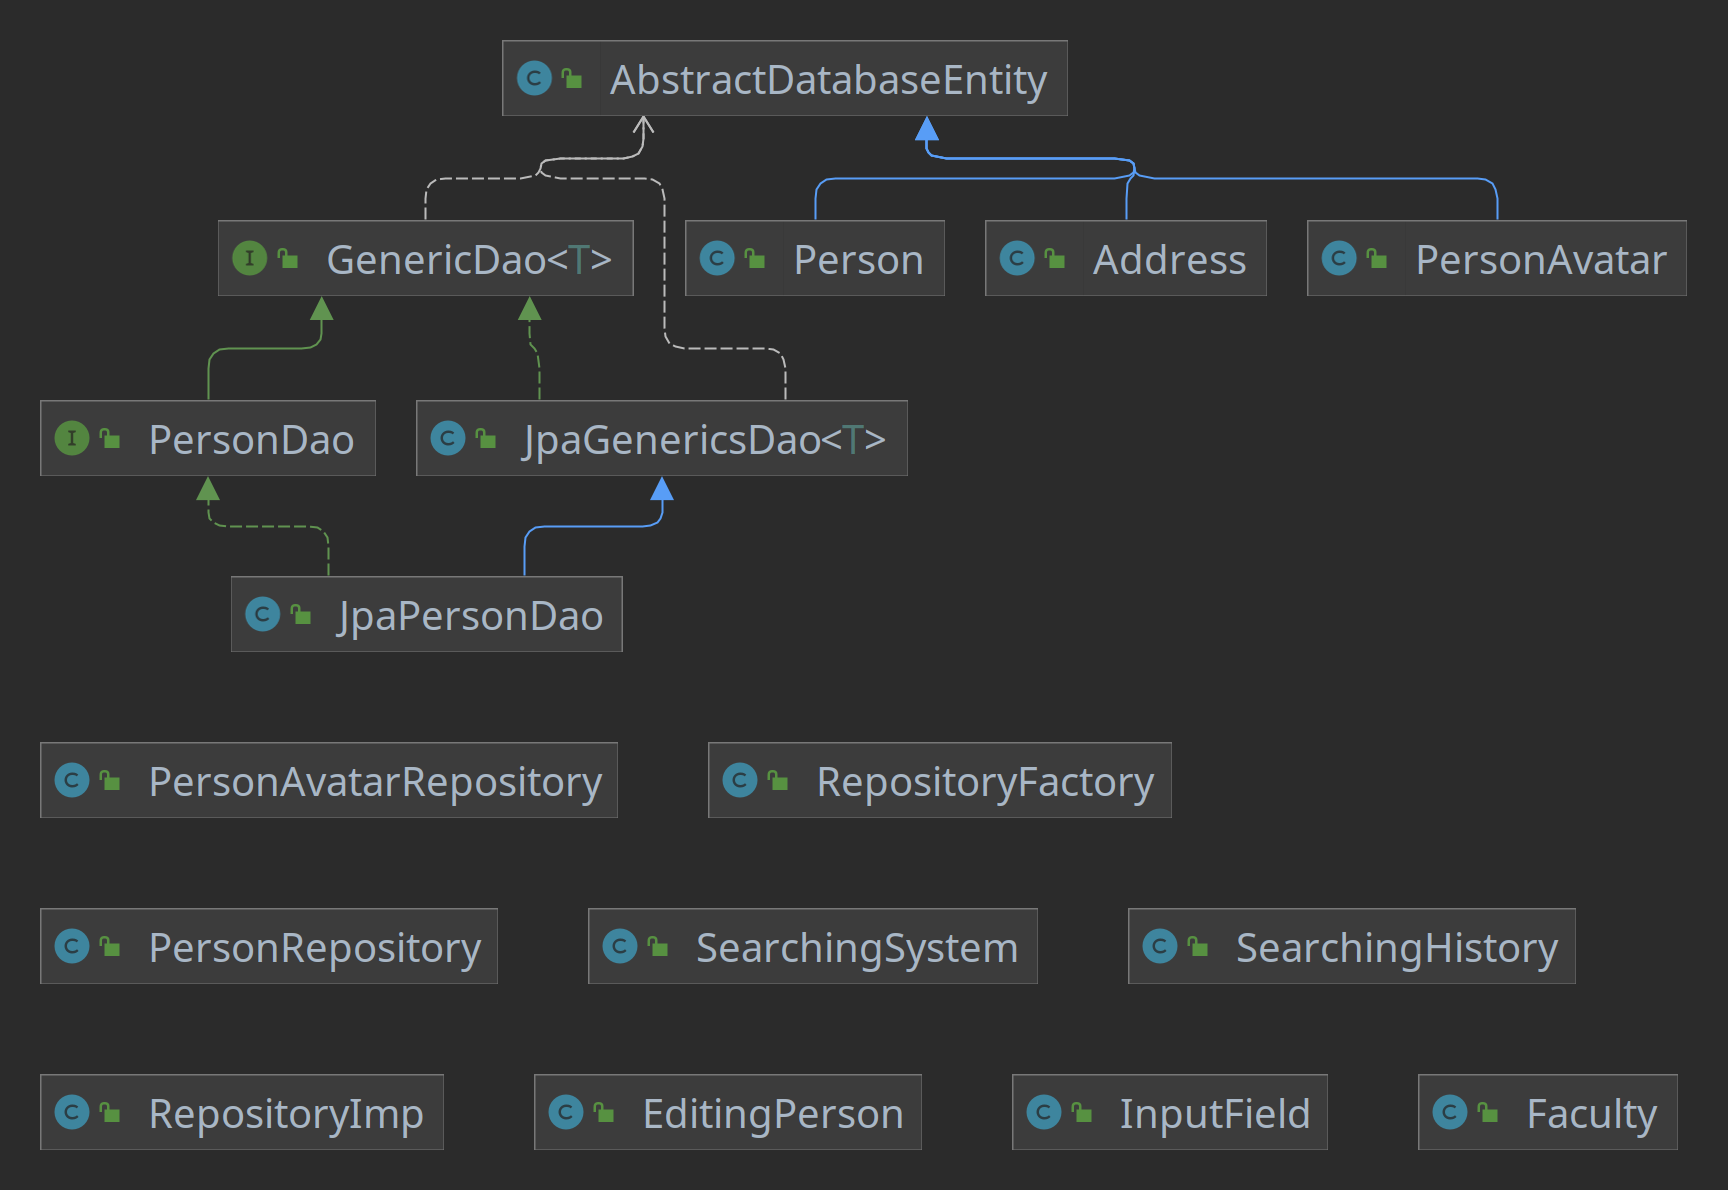 C AbstractDatabaseEntity
I GenericDao<T>
C Person
C Address
C PersonAvatar
I PersonDao
C JpaGenericsDao<T>
C JpaPersonDao
C PersonAvatarRepository
C RepositoryFactory
C PersonRepository
C SearchingSystem
C SearchingHistory
C RepositoryImp
C EditingPerson
C InputField
C Faculty